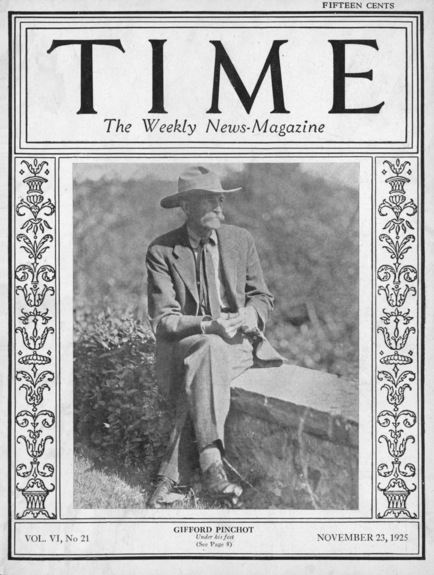 FIFTEEN CENTS
TIME
The Weekly News-Magazine
GIFFORD PINCHOT
Under his feet
(See Page 8)
VOL. VI, No 21
NOVEMBER 23, 1925